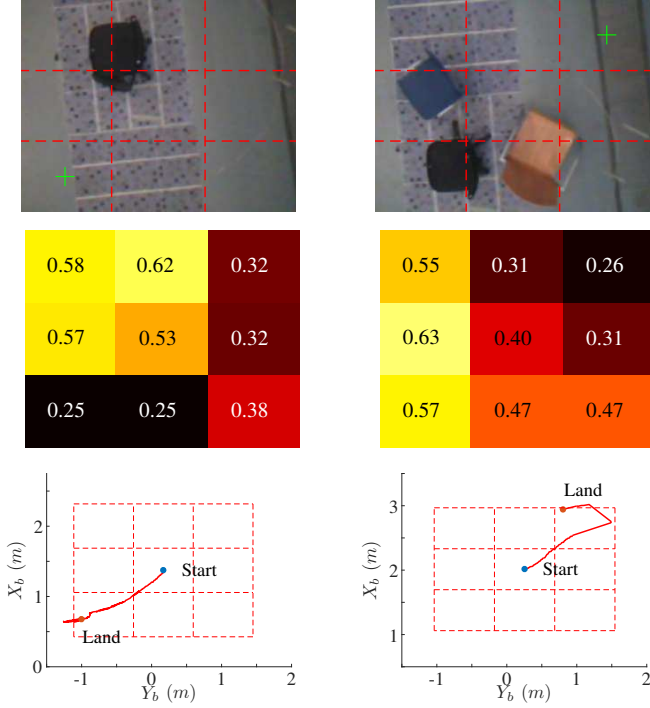 0.58 0.62 0.32
0.57 0.53 0.32
0.25 0.25 0.38
0.55 0.31 0.26
0.63 0.40 0.31
0.57 0.47 0.47
2
1
0
X_b (m)
Start
Land
-1 0 1 2
Y_b (m)
3
2
1
X_b (m)
Land
Start
-1 0 1 2
Y_b (m)